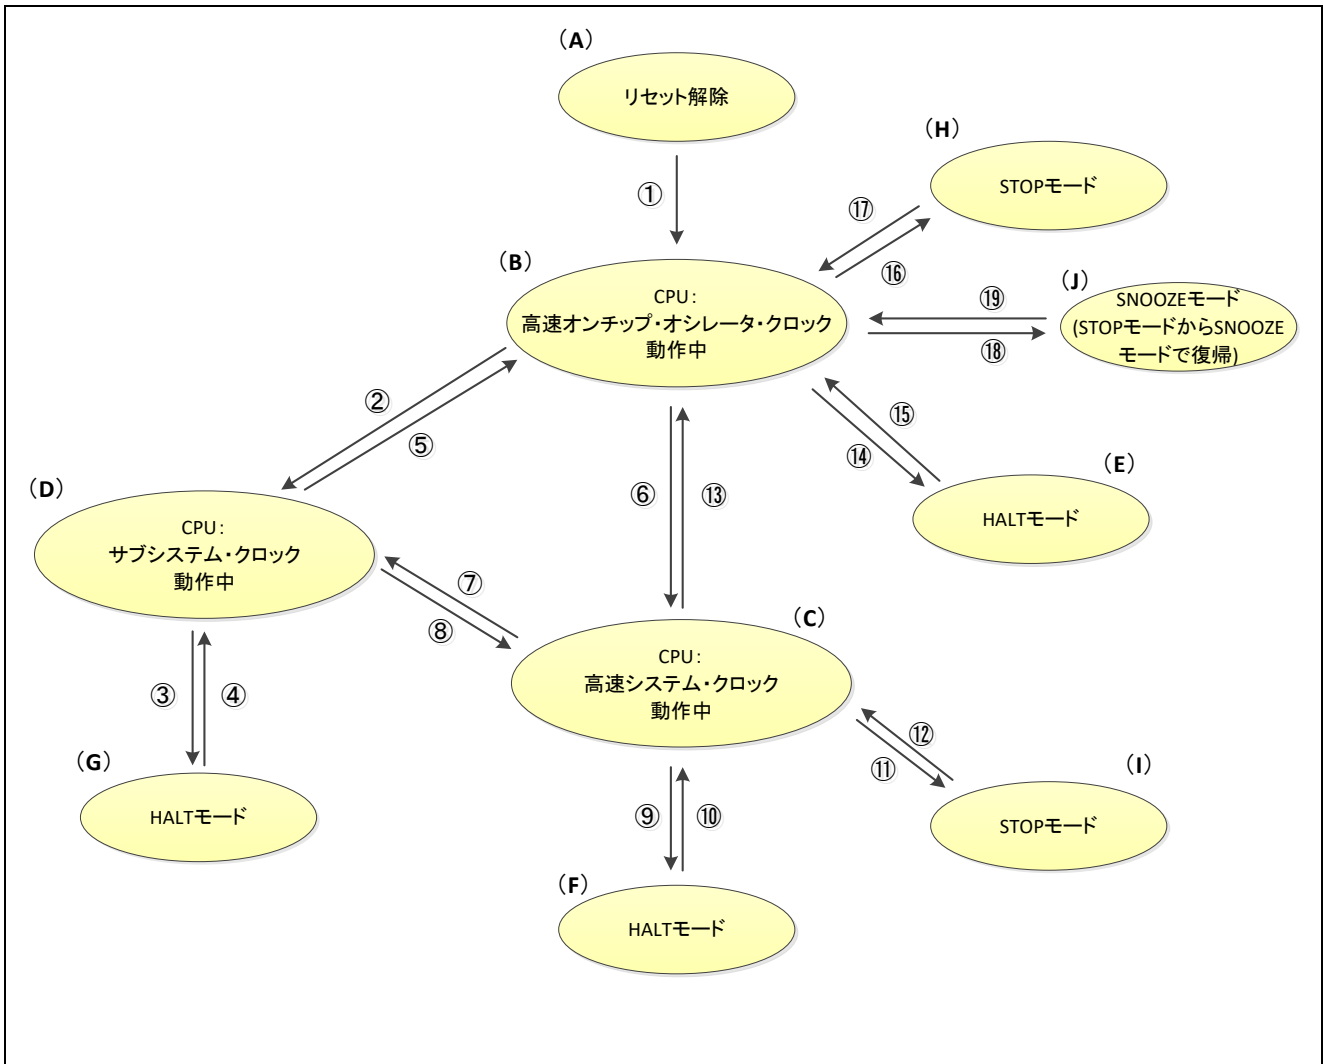 (A)
リセット解除
①
(H)
STOPモード
⑰
⑯
(B)
CPU:
高速オンチップ・オシレータ・クロック
動作中
(J)
SNOOZEモード
(STOPモードからSNOOZE
モードで復帰)
⑲
⑱
②
⑤
⑮
⑭
(E)
HALTモード
(D)
CPU:
サブシステム・クロック
動作中
⑥
⑬
⑦
⑧
(C)
CPU:
高速システム・クロック
動作中
③
④
(G)
HALTモード
⑫
⑪
(I)
STOPモード
⑨
⑩
(F)
HALTモード